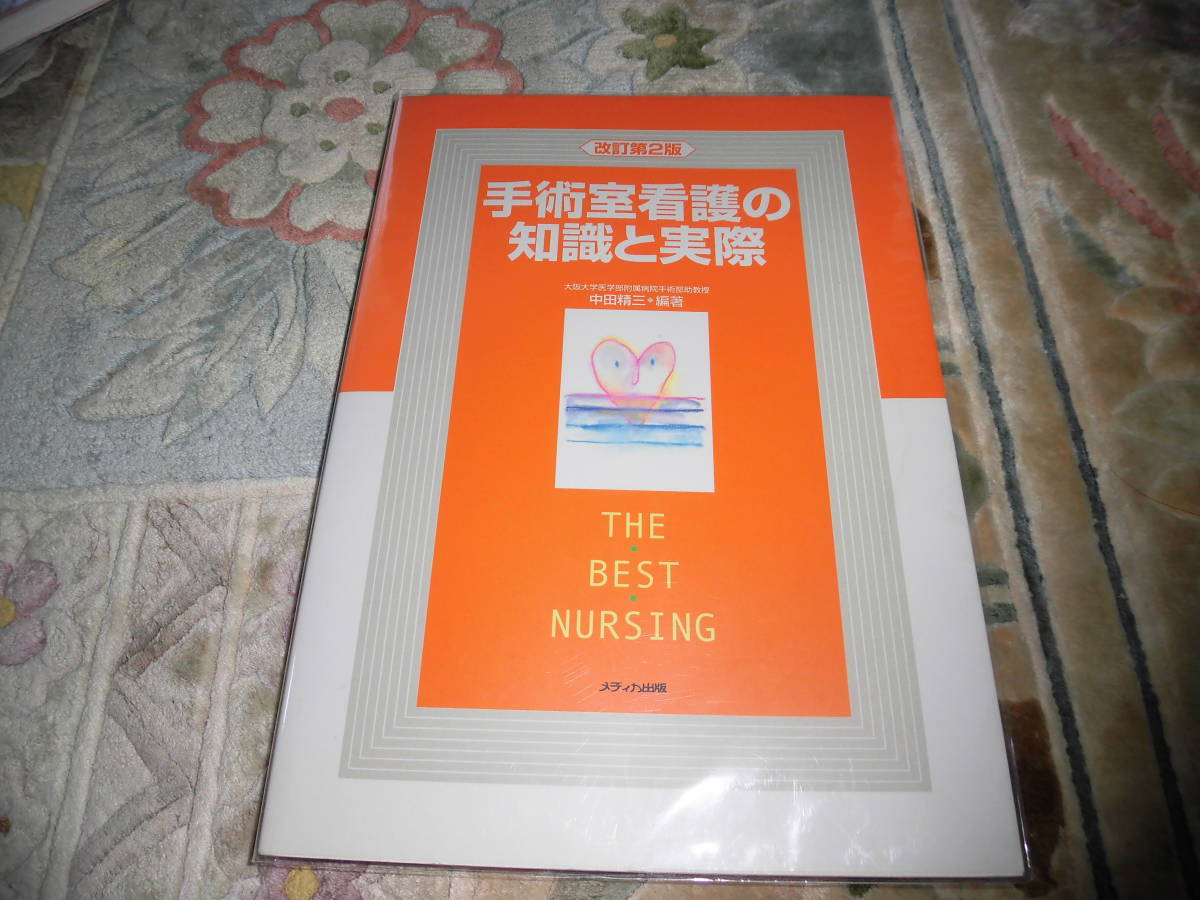 改訂第2版
手術室看護の
知識と実際
大阪大学医学部附属病院手術部助教授
中田精三◆編著
THE
BEST
NURSING
メディカ出版